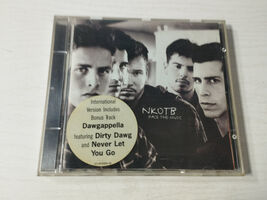 NKOTB
FACE THE MUSIC
International
Version Includes
Bonus Track
Dawgappella
featuring Dirty Dawg
and Never Let
You Go